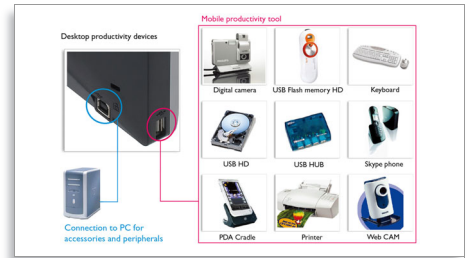 Mobile productivity tool
Desktop productivity devices
Digital camera
USB Flash memory HD
Keyboard
USB HD
USB HUB
Skype phone
PDA Cradle
Printer
Web CAM
Connection to PC for
accessories and peripherals